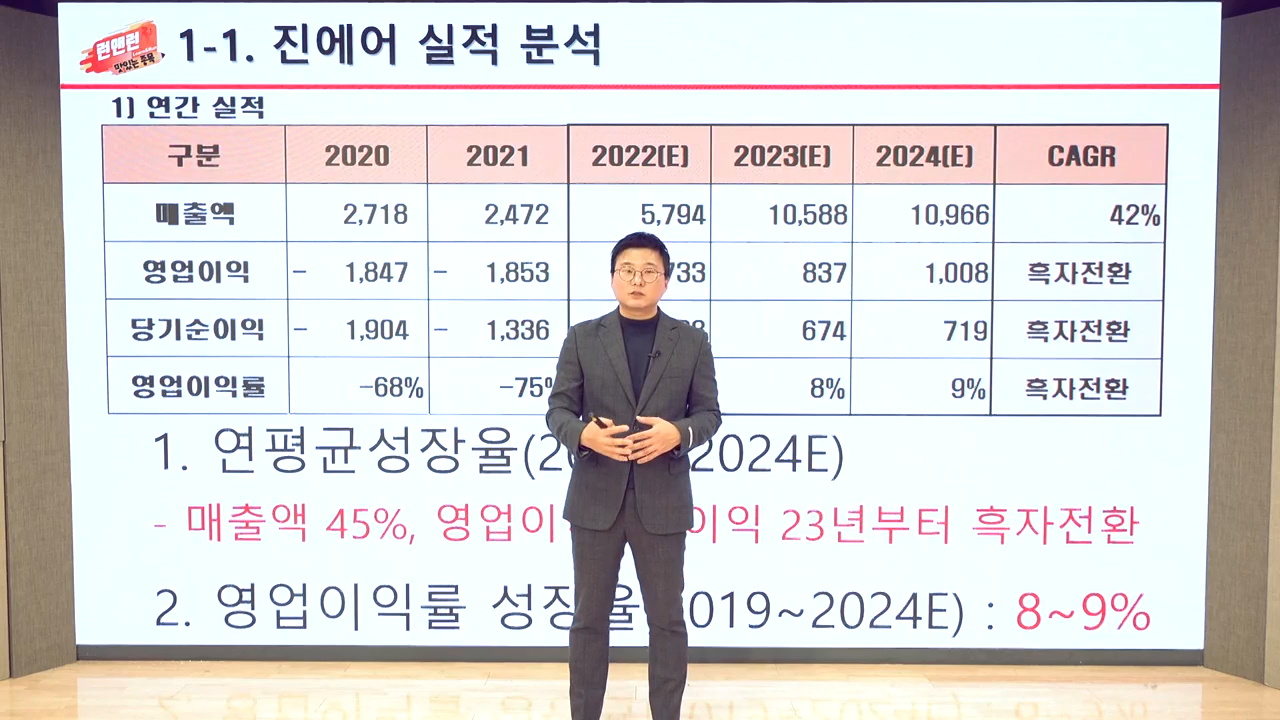 런앤런
맛있는 종목
1-1. 진에어 실적 분석
1) 연간 실적
구분 2020 2021 2022(E) 2023(E) 2024(E) CAGR
매출액 2,718 2,472 5,794 10,588 10,966 42%
영업이익 - 1,847 - 1,853 733 837 1,008 흑자전환
당기순이익 - 1,904 - 1,336 674 719 흑자전환
영업이익률 -68% -75% 8% 9% 흑자전환
1. 연평균성장율(20 2024E)
- 매출액 45%, 영업이 이익 23년부터 흑자전환
2. 영업이익률 성장율 019~2024E) : 8~9%